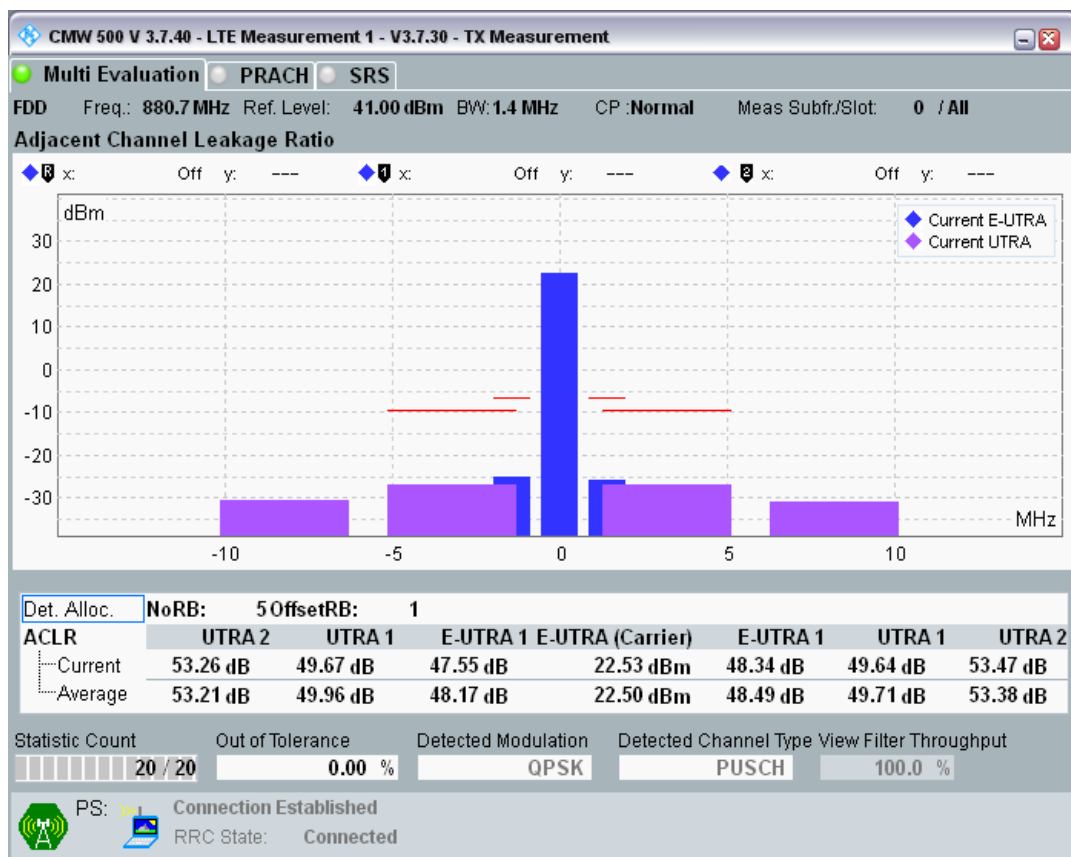 CMW 500 V 3.7.40 - LTE Measurement 1 - V3.7.30 - TX Measurement
Multi Evaluation PRACH SRS
FDD Freq.: 880.7 MHz Ref. Level: 41.00 dBm BW: 1.4 MHz CP :Normal Meas Subfr./Slot: 0 / All
Adjacent Channel Leakage Ratio
R x: Off y: --- 1 x: Off y: --- 2 x: Off y: ---
dBm
Current E-UTRA
Current UTRA
30
20
10
0
-10
-20
-30
MHz
-10 -5 0 5 10
Det. Alloc. NoRB: 5 OffsetRB: 1
ACLR UTRA 2 UTRA 1 E-UTRA 1 E-UTRA (Carrier) E-UTRA 1 UTRA 1 UTRA 2
Current 53.26 dB 49.67 dB 47.55 dB 22.53 dBm 48.34 dB 49.64 dB 53.47 dB
Average 53.21 dB 49.96 dB 48.17 dB 22.50 dBm 48.49 dB 49.71 dB 53.38 dB
Statistic Count Out of Tolerance Detected Modulation Detected Channel Type View Filter Throughput
20 / 20 0.00 % QPSK PUSCH 100.0 %
PS: Connection Established
RRC State: Connected